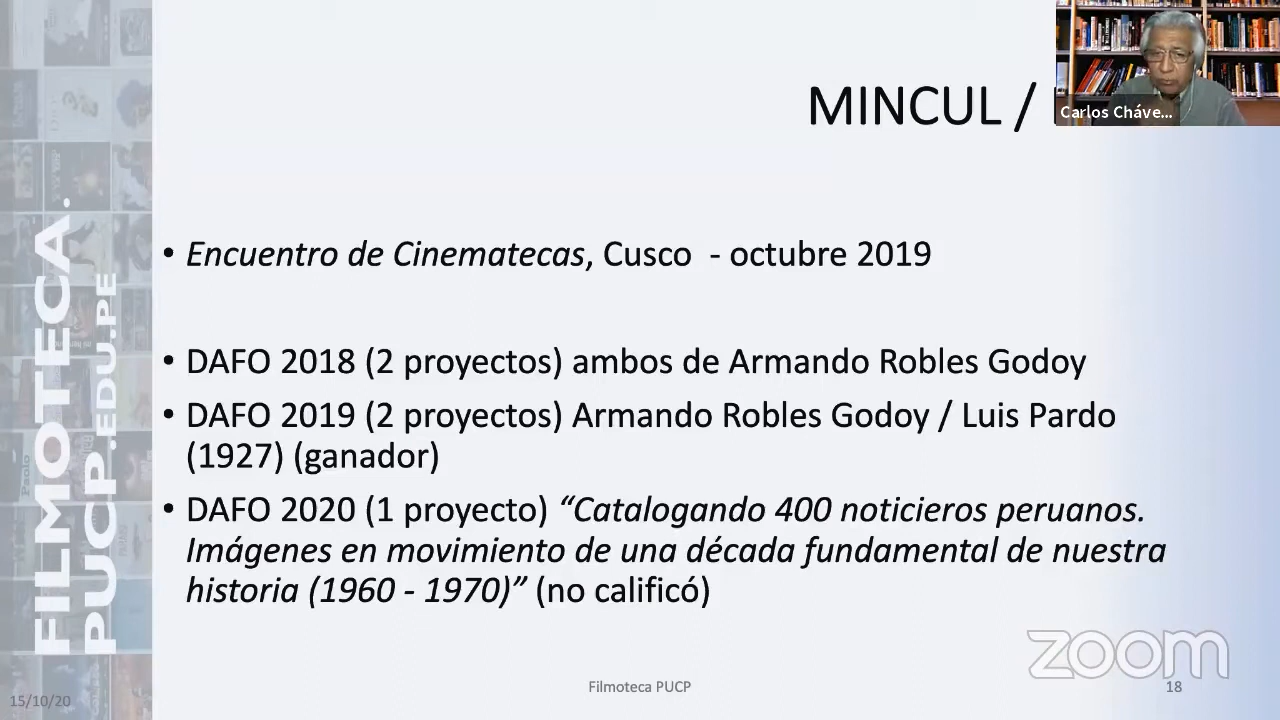 MINCUL /
Carlos Cháve...
• Encuentro de Cinematecas, Cusco - octubre 2019
• DAFO 2018 (2 proyectos) ambos de Armando Robles Godoy
• DAFO 2019 (2 proyectos) Armando Robles Godoy / Luis Pardo
(1927) (ganador)
• DAFO 2020 (1 proyecto) “Catalogando 400 noticieros peruanos.
Imágenes en movimiento de una década fundamental de nuestra
historia (1960 - 1970)” (no calificó)
FILMOTECA.
PUCP.EDU.PE
zoom
15/10/20
Filmoteca PUCP
18